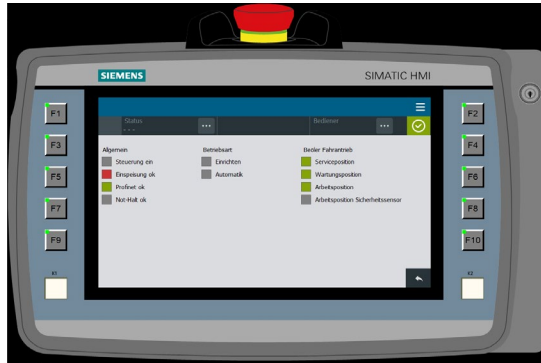 SIEMENS
SIMATIC HMI
F1
F2
F3
F4
F5
F6
F7
F8
F9
F10
Status
- - -
...
Bediener
...
Allgemein
Steuerung ein
Einspeisung ok
Profinet ok
Not-Halt ok
Betriebsart
Einrichten
Automatik
Bedler Fahrantrieb
Serviceposition
Wartungsposition
Arbeitsposition
Arbeitsposition Sicherheitssensor